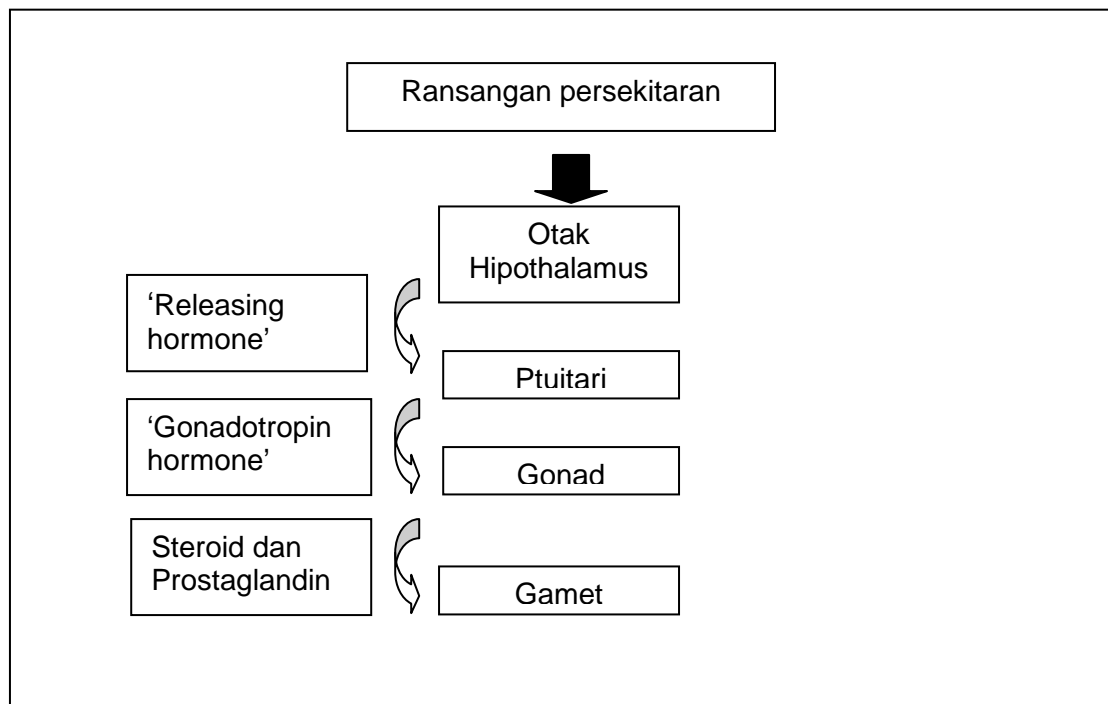 Ransangan persekitaran
Otak
Hipothalamus
‘Releasing
hormone’
Ptuitari
‘Gonadotropin
hormone’
Gonad
Steroid dan
Prostaglandin
Gamet